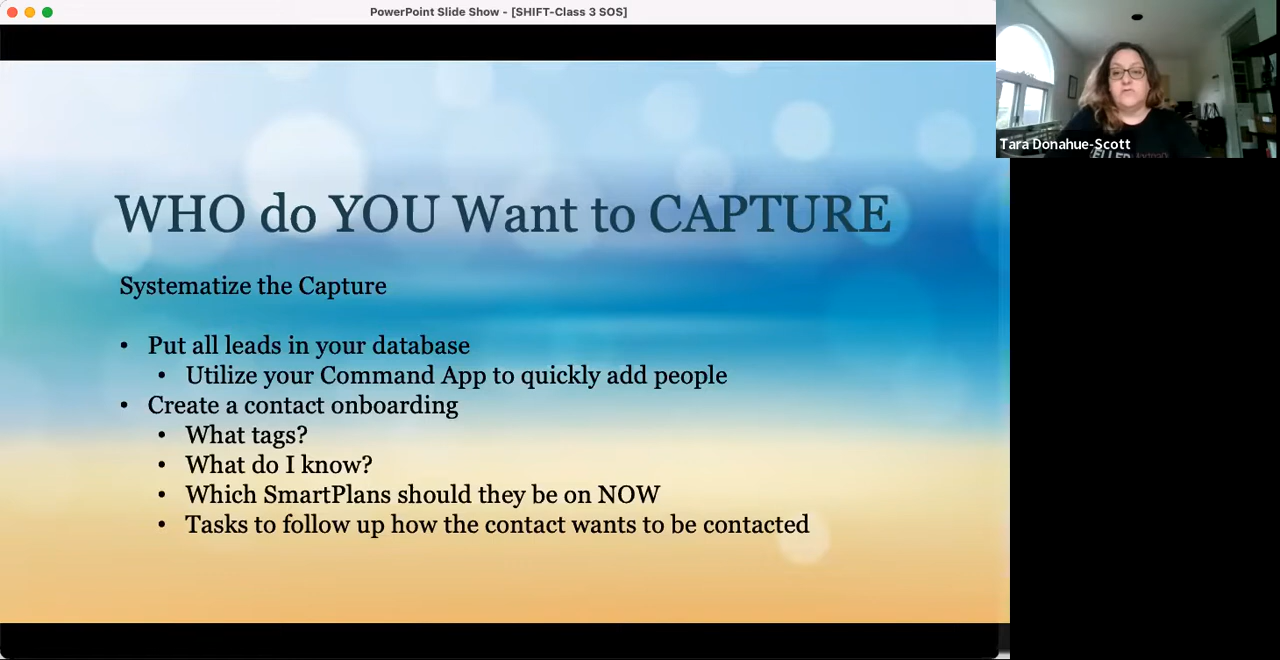 PowerPoint Slide Show - [SHIFT-Class 3 SOS]
Tara Donahue-Scott
WHO do YOU Want to CAPTURE
Systematize the Capture
• Put all leads in your database
• Utilize your Command App to quickly add people
• Create a contact onboarding
• What tags?
• What do I know?
• Which SmartPlans should they be on NOW
• Tasks to follow up how the contact wants to be contacted